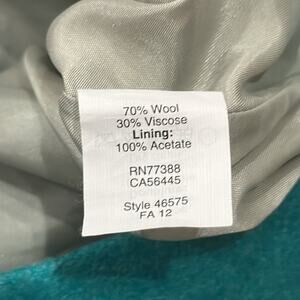 70% Wool
30% Viscose
Lining:
100% Acetate
RN77388
CA56445
Style 46575
FA 12